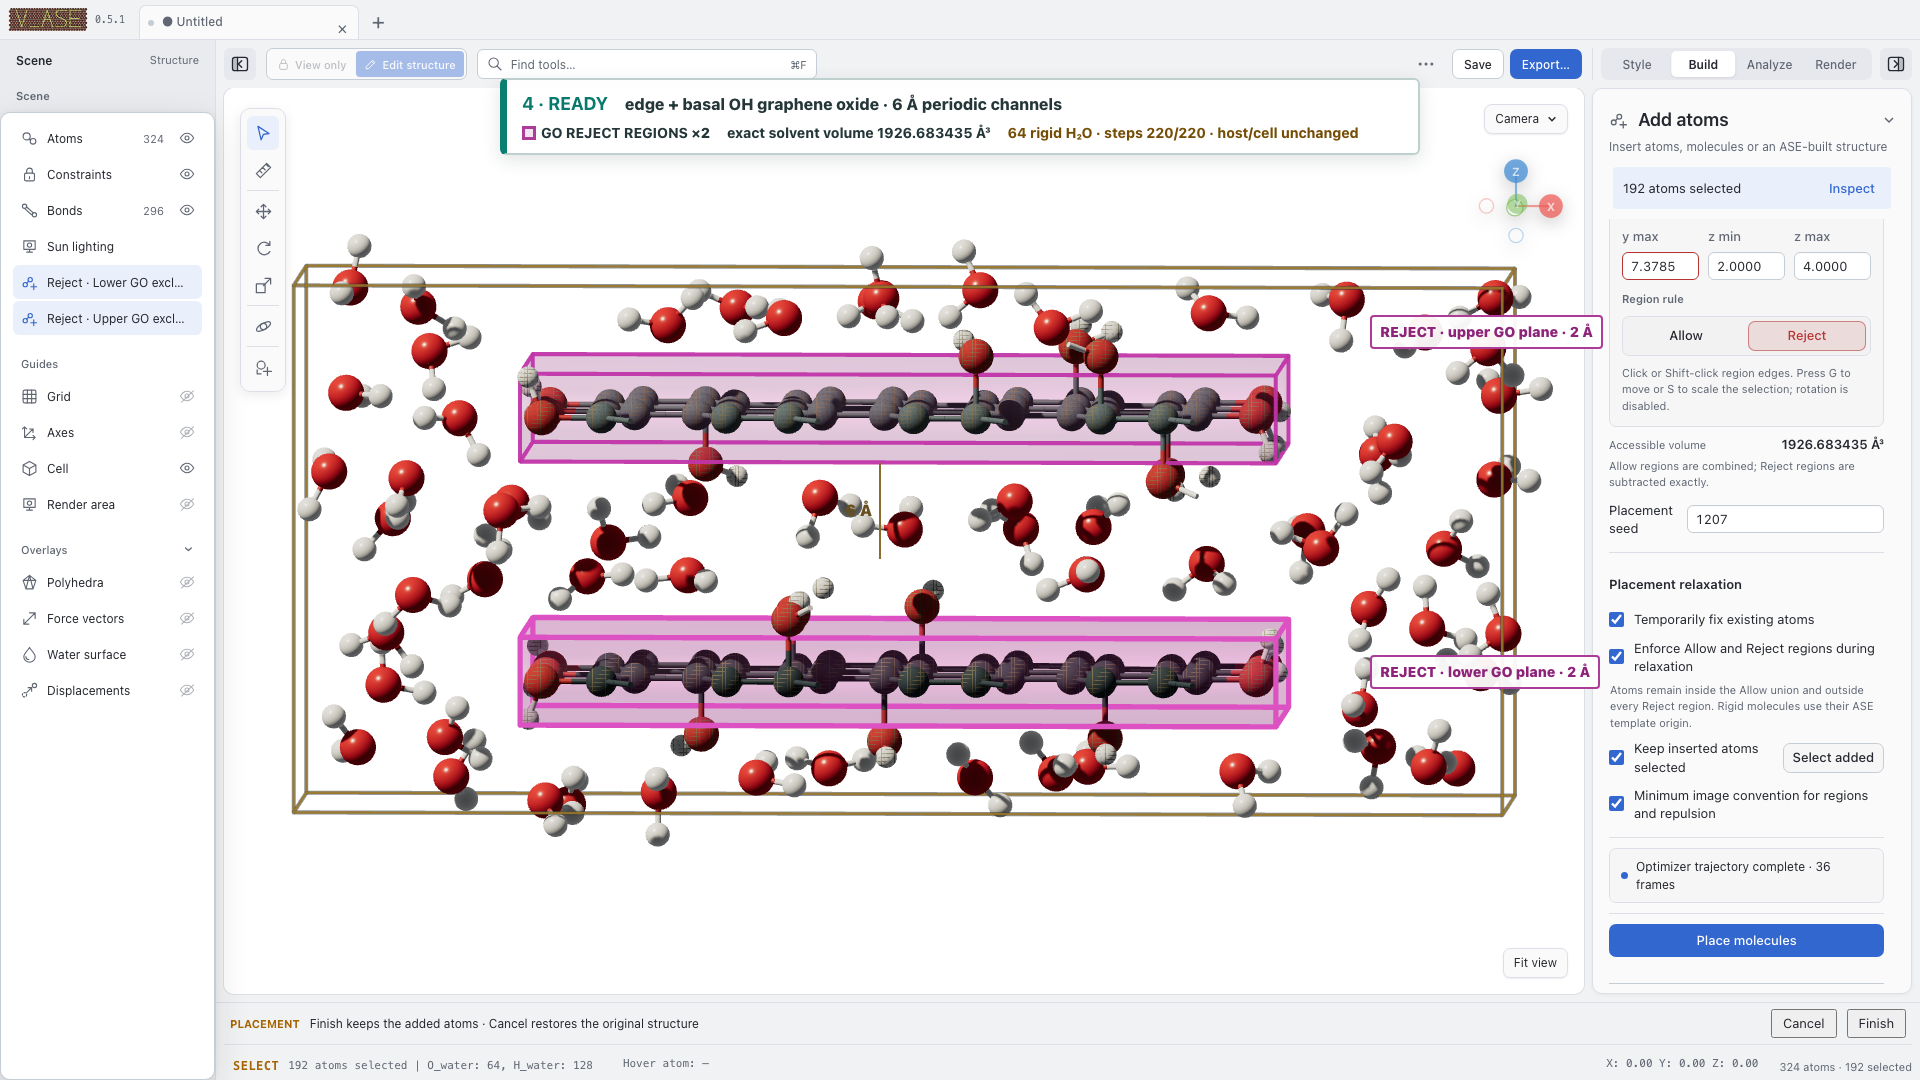 V_ASE
0.5.1
Untitled
Scene
Structure
View only
Edit structure
Find tools...
⌘F
Save
Export...
Style
Build
Analyze
Render
4 · READY edge + basal OH graphene oxide · 6 Å periodic channels
GO REJECT REGIONS ×2 exact solvent volume 1926.683435 Å³ 64 rigid H₂O · steps 220/220 · host/cell unchanged
Camera
Scene
Atoms 324
Constraints
Bonds 296
Sun lighting
Reject · Lower GO excl...
Reject · Upper GO excl...
Guides
Grid
Axes
Cell
Render area
Overlays
Polyhedra
Force vectors
Water surface
Displacements
Z
Y
X
REJECT · upper GO plane · 2 Å
Å
REJECT · lower GO plane · 2 Å
Fit view
Add atoms
Insert atoms, molecules or an ASE-built structure
192 atoms selected
Inspect
y max z min z max
7.3785 2.0000 4.0000
Region rule
Allow Reject
Click or Shift-click region edges. Press G to
move or S to scale the selection; rotation is
disabled.
Accessible volume 1926.683435 Å³
Allow regions are combined; Reject regions are
subtracted exactly.
Placement
seed
1207
Placement relaxation
Temporarily fix existing atoms
Enforce Allow and Reject regions during
relaxation
Atoms remain inside the Allow union and outside
every Reject region. Rigid molecules use their ASE
template origin.
Keep inserted atoms
selected
Select added
Minimum image convention for regions
and repulsion
Optimizer trajectory complete · 36
frames
Place molecules
PLACEMENT Finish keeps the added atoms · Cancel restores the original structure
Cancel
Finish
SELECT 192 atoms selected | O_water: 64, H_water: 128
Hover atom: —
X: 0.00 Y: 0.00 Z: 0.00
324 atoms · 192 selected